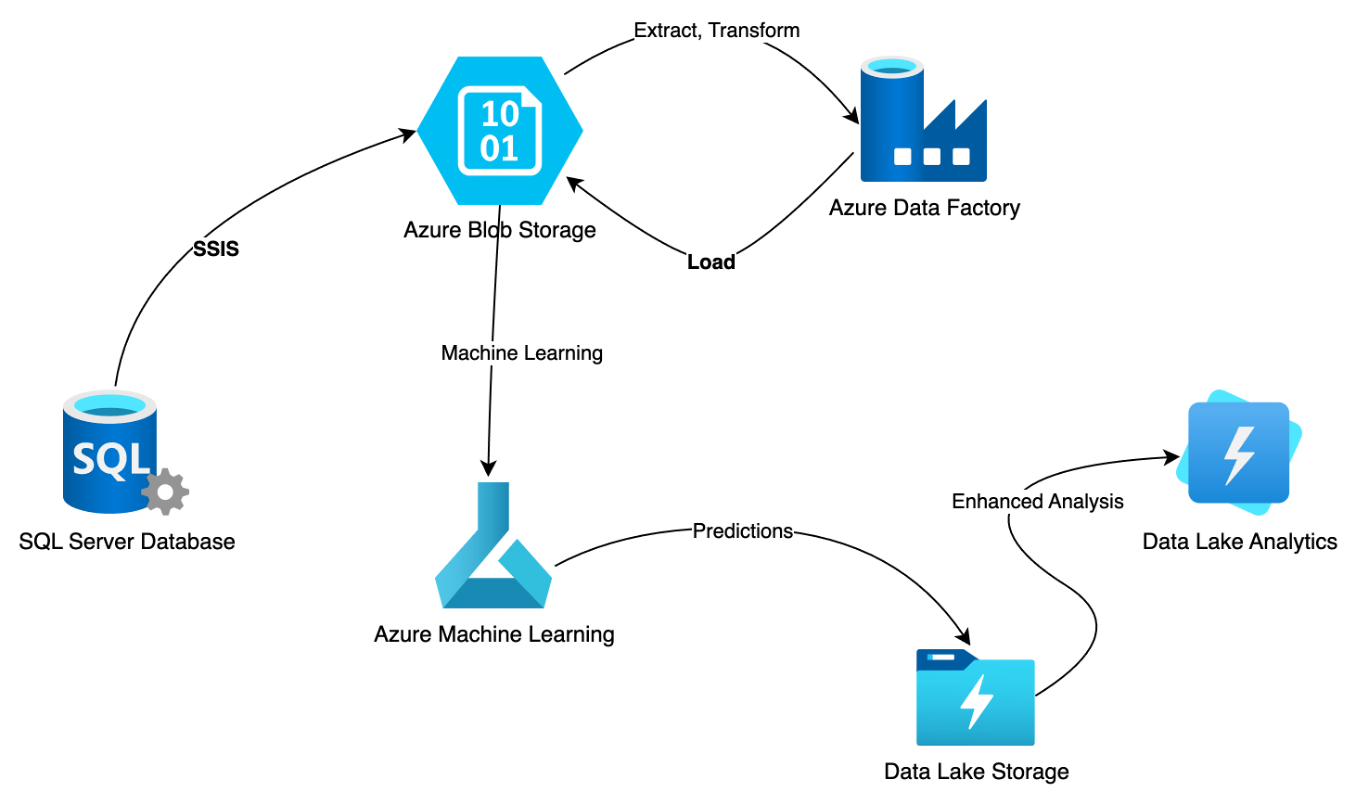 Extract, Transform
10
01
Azure Data Factory
Azure Blob Storage
SSIS
Load
Machine Learning
SQL
SQL Server Database
Enhanced Analysis
Data Lake Analytics
Predictions
Azure Machine Learning
Data Lake Storage